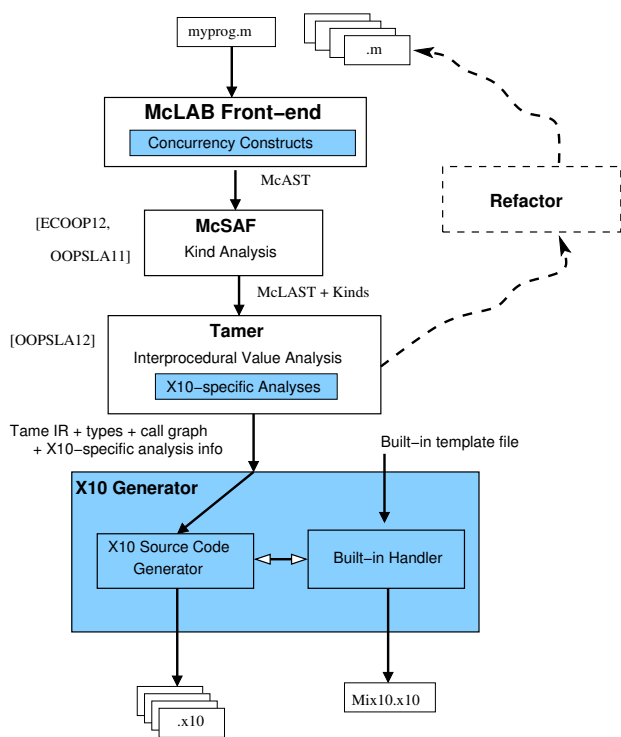 myprog.m
.m
McLAB Front−end
Concurrency Constructs
McAST
Refactor
[ECOOP12,
OOPSLA11]
McSAF
Kind Analysis
McLAST + Kinds
[OOPSLA12]
Tamer
Interprocedural Value Analysis
X10−specific Analyses
Tame IR + types + call graph
+ X10−specific analysis info
Built−in template file
X10 Generator
X10 Source Code
Generator
Built−in Handler
.x10
Mix10.x10